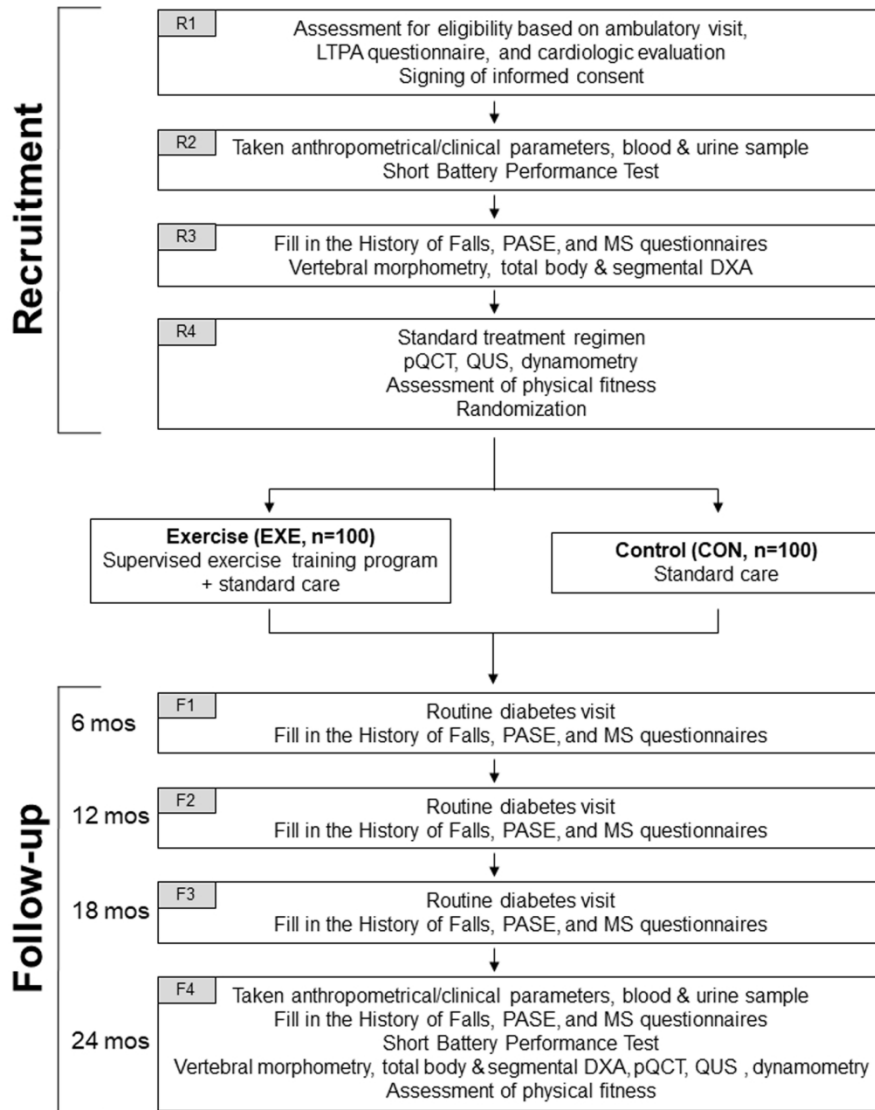 Recruitment
R1
Assessment for eligibility based on ambulatory visit,
LTPA questionnaire, and cardiologic evaluation
Signing of informed consent
R2
Taken anthropometrical/clinical parameters, blood & urine sample
Short Battery Performance Test
R3
Fill in the History of Falls, PASE, and MS questionnaires
Vertebral morphometry, total body & segmental DXA
R4
Standard treatment regimen
pQCT, QUS, dynamometry
Assessment of physical fitness
Randomization
Exercise (EXE, n=100)
Supervised exercise training program
+ standard care
Control (CON, n=100)
Standard care
Follow-up
6 mos
F1
Routine diabetes visit
Fill in the History of Falls, PASE, and MS questionnaires
12 mos
F2
Routine diabetes visit
Fill in the History of Falls, PASE, and MS questionnaires
18 mos
F3
Routine diabetes visit
Fill in the History of Falls, PASE, and MS questionnaires
24 mos
F4
Taken anthropometrical/clinical parameters, blood & urine sample
Fill in the History of Falls, PASE, and MS questionnaires
Short Battery Performance Test
Vertebral morphometry, total body & segmental DXA, pQCT, QUS , dynamometry
Assessment of physical fitness